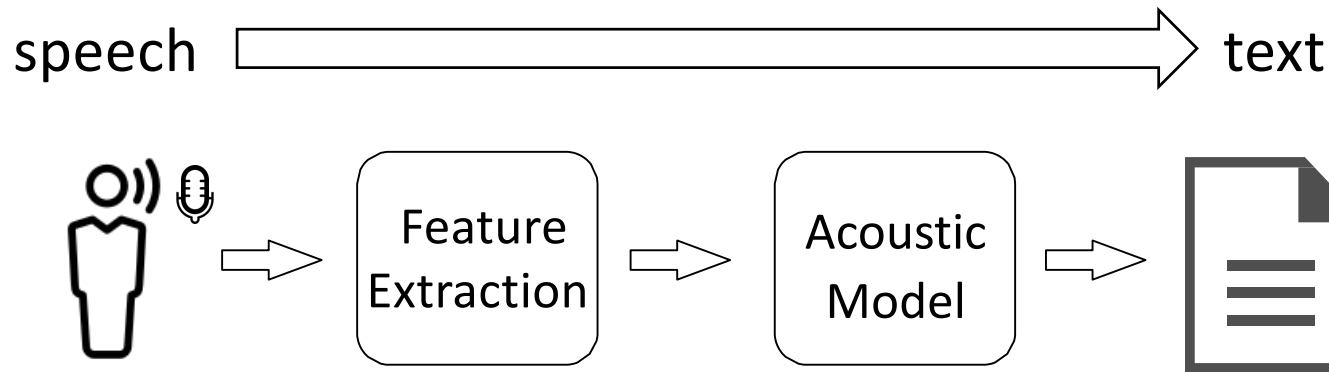 speech
text
Feature
Extraction
Acoustic
Model